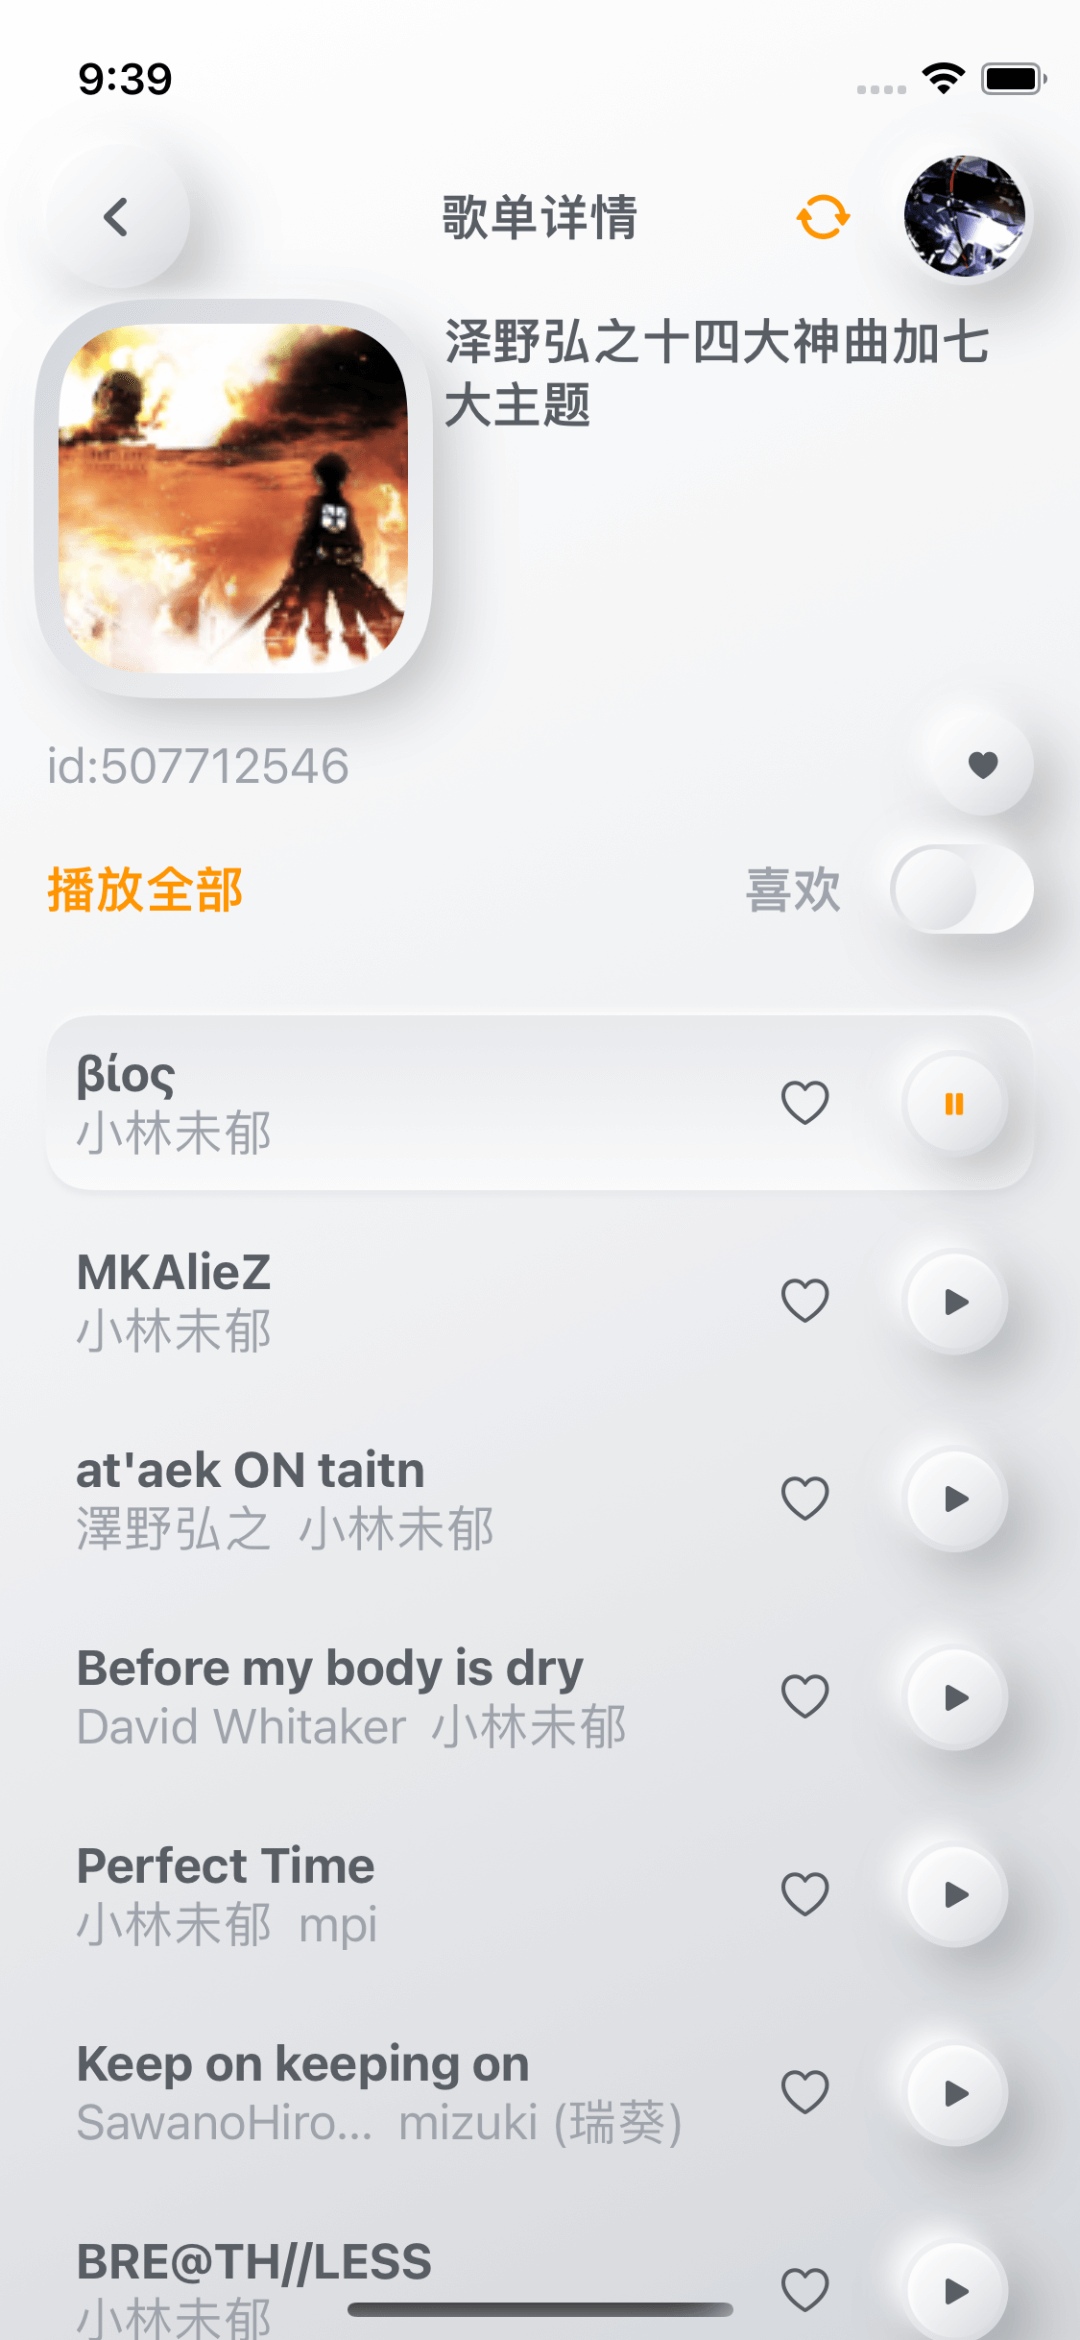 9:39
歌单详情
泽野弘之十四大神曲加七
大主题
id:507712546
播放全部
喜欢
βίος
小林未郁
MKAlieZ
小林未郁
at'aek ON taitn
澤野弘之 小林未郁
Before my body is dry
David Whitaker 小林未郁
Perfect Time
小林未郁 mpi
Keep on keeping on
SawanoHiro... mizuki (瑞葵)
BRE@TH//LESS
小林未郁